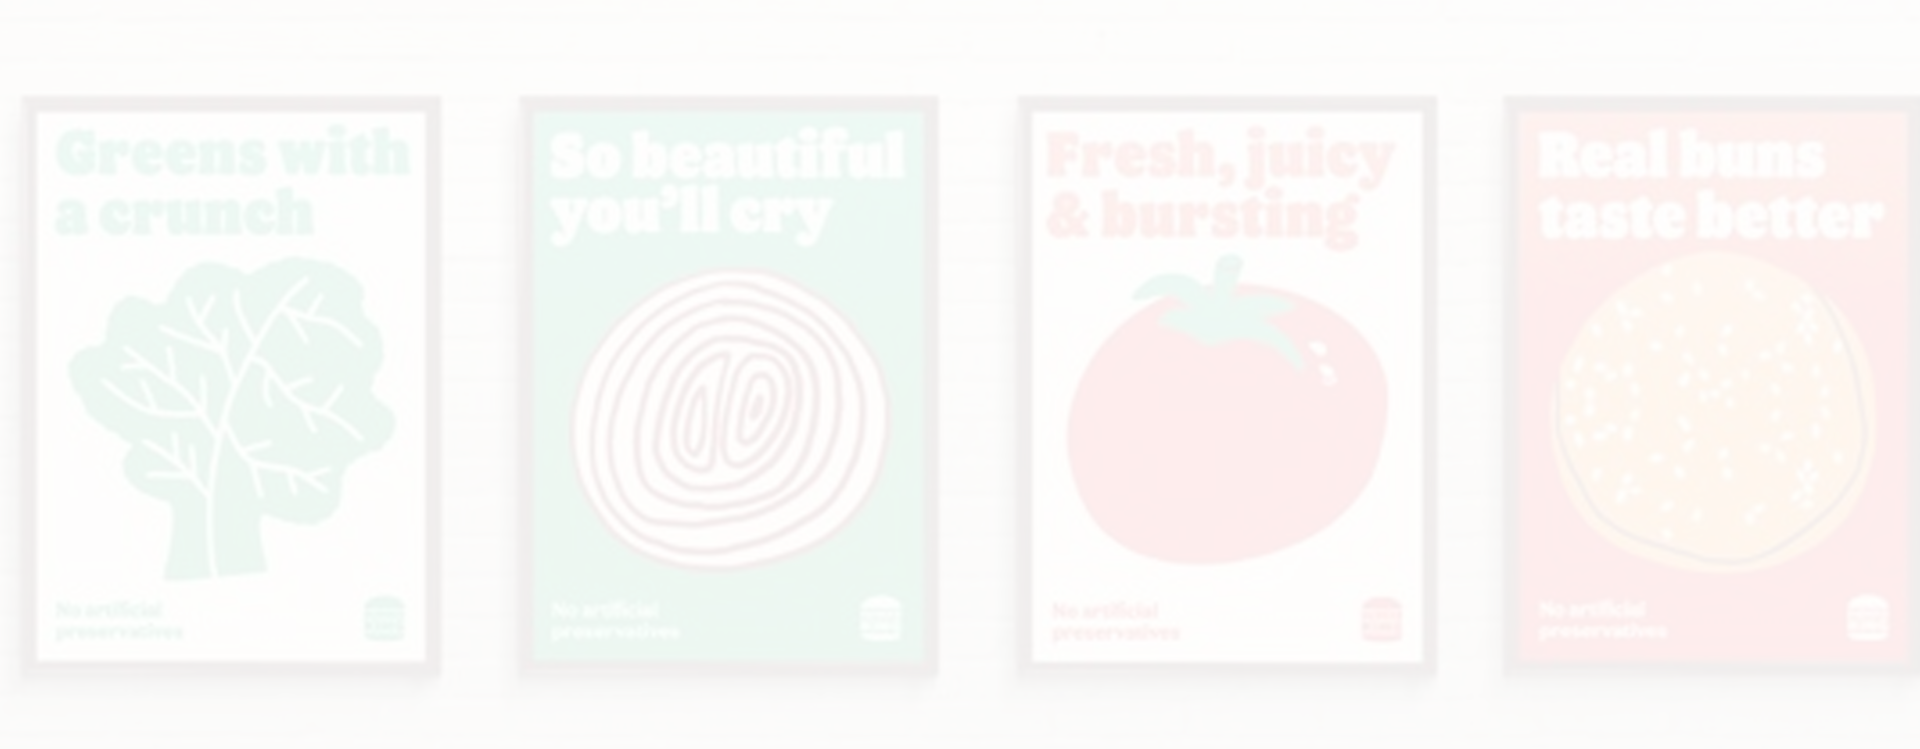 Greens with
a crunch
No artificial
preservatives
So beautiful
you'll cry
No artificial
preservatives
Fresh, juicy
& bursting
No artificial
preservatives
Real buns
taste better
No artificial
preservatives